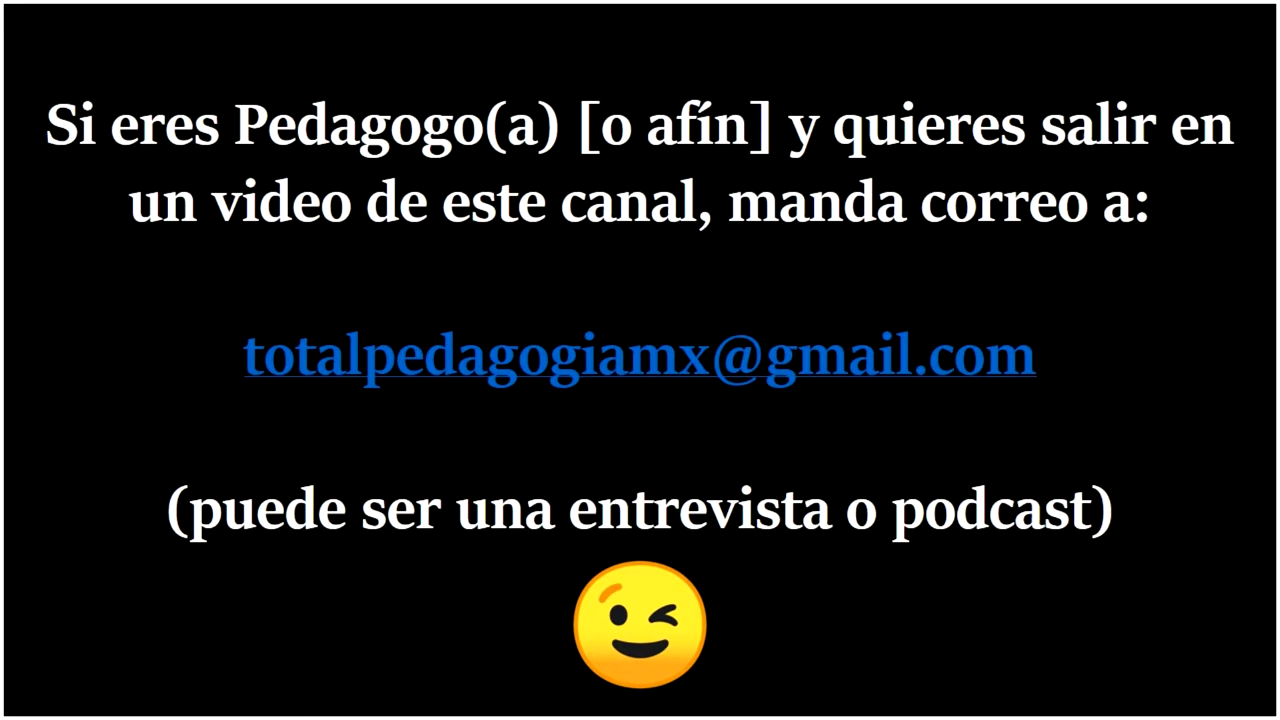 Si eres Pedagogo(a) [o afín] y quieres salir en
un video de este canal, manda correo a:
totalpedagogiamx@gmail.com
(puede ser una entrevista o podcast)